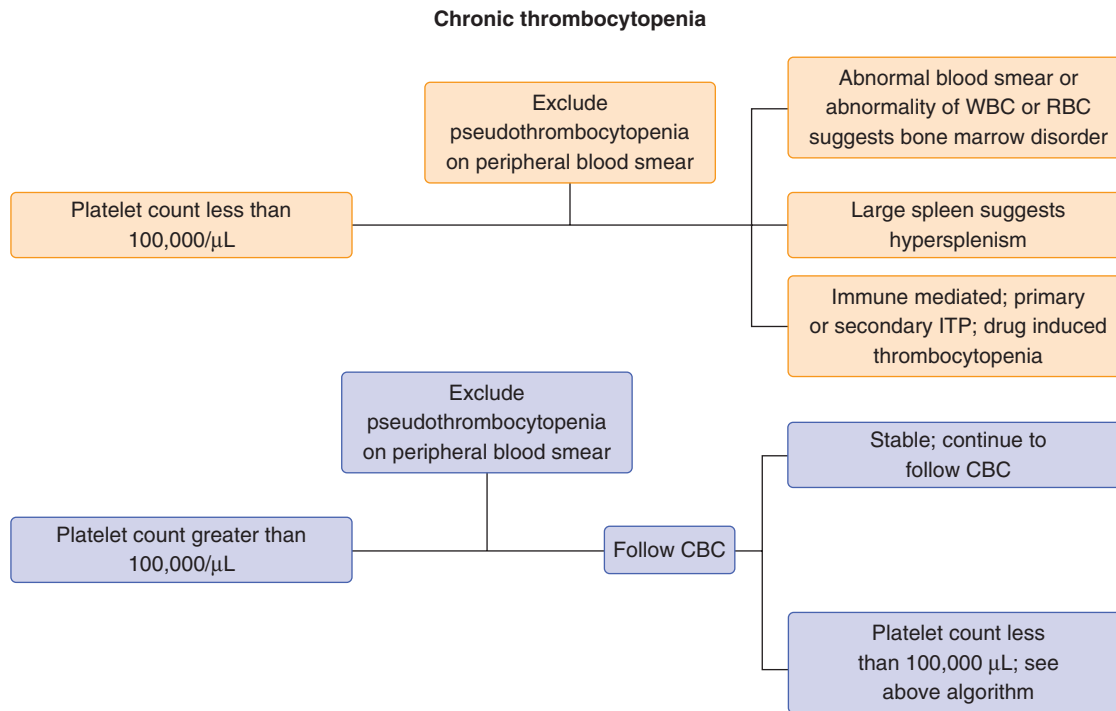 Chronic thrombocytopenia
Exclude
pseudothrombocytopenia
on peripheral blood smear
Abnormal blood smear or
abnormality of WBC or RBC
suggests bone marrow disorder
Platelet count less than
100,000/μL
Large spleen suggests
hypersplenism
Immune mediated; primary
or secondary ITP; drug induced
thrombocytopenia
Exclude
pseudothrombocytopenia
on peripheral blood smear
Stable; continue to
follow CBC
Platelet count greater than
100,000/μL
Follow CBC
Platelet count less
than 100,000 μL; see
above algorithm